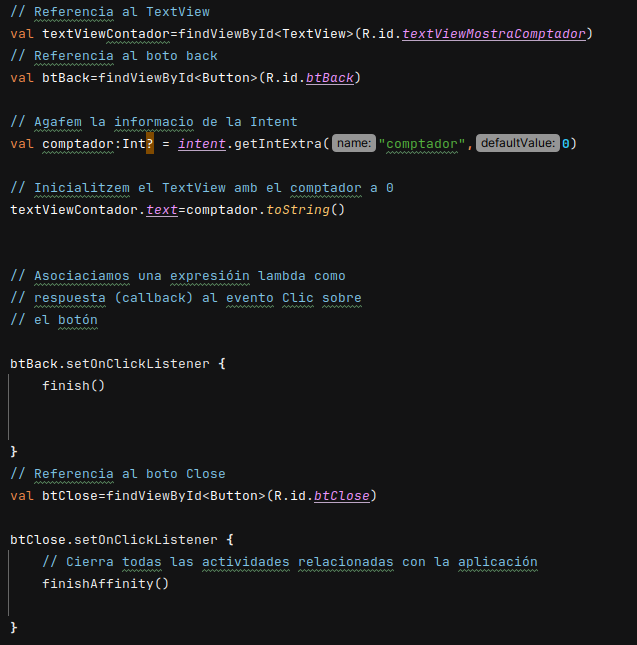 // Referencia al TextView
val textViewContador=findViewById<TextView>(R.id.textViewMostraComptador)
// Referencia al boto back
val btBack=findViewById<Button>(R.id.btBack)
// Agafem la informacio de la Intent
val comptador:Int? = intent.getIntExtra( name: "comptador", defaultValue: 0)
// Inicialitzem el TextView amb el comptador a 0
textViewContador.text=comptador.toString()
// Asociaciamos una expresióin lambda como
// respuesta (callback) al evento Clic sobre
// el botón
btBack.setOnClickListener {
finish()
}
// Referencia al boto Close
val btClose=findViewById<Button>(R.id.btClose)
btClose.setOnClickListener {
// Cierra todas las actividades relacionadas con la aplicación
finishAffinity()
}